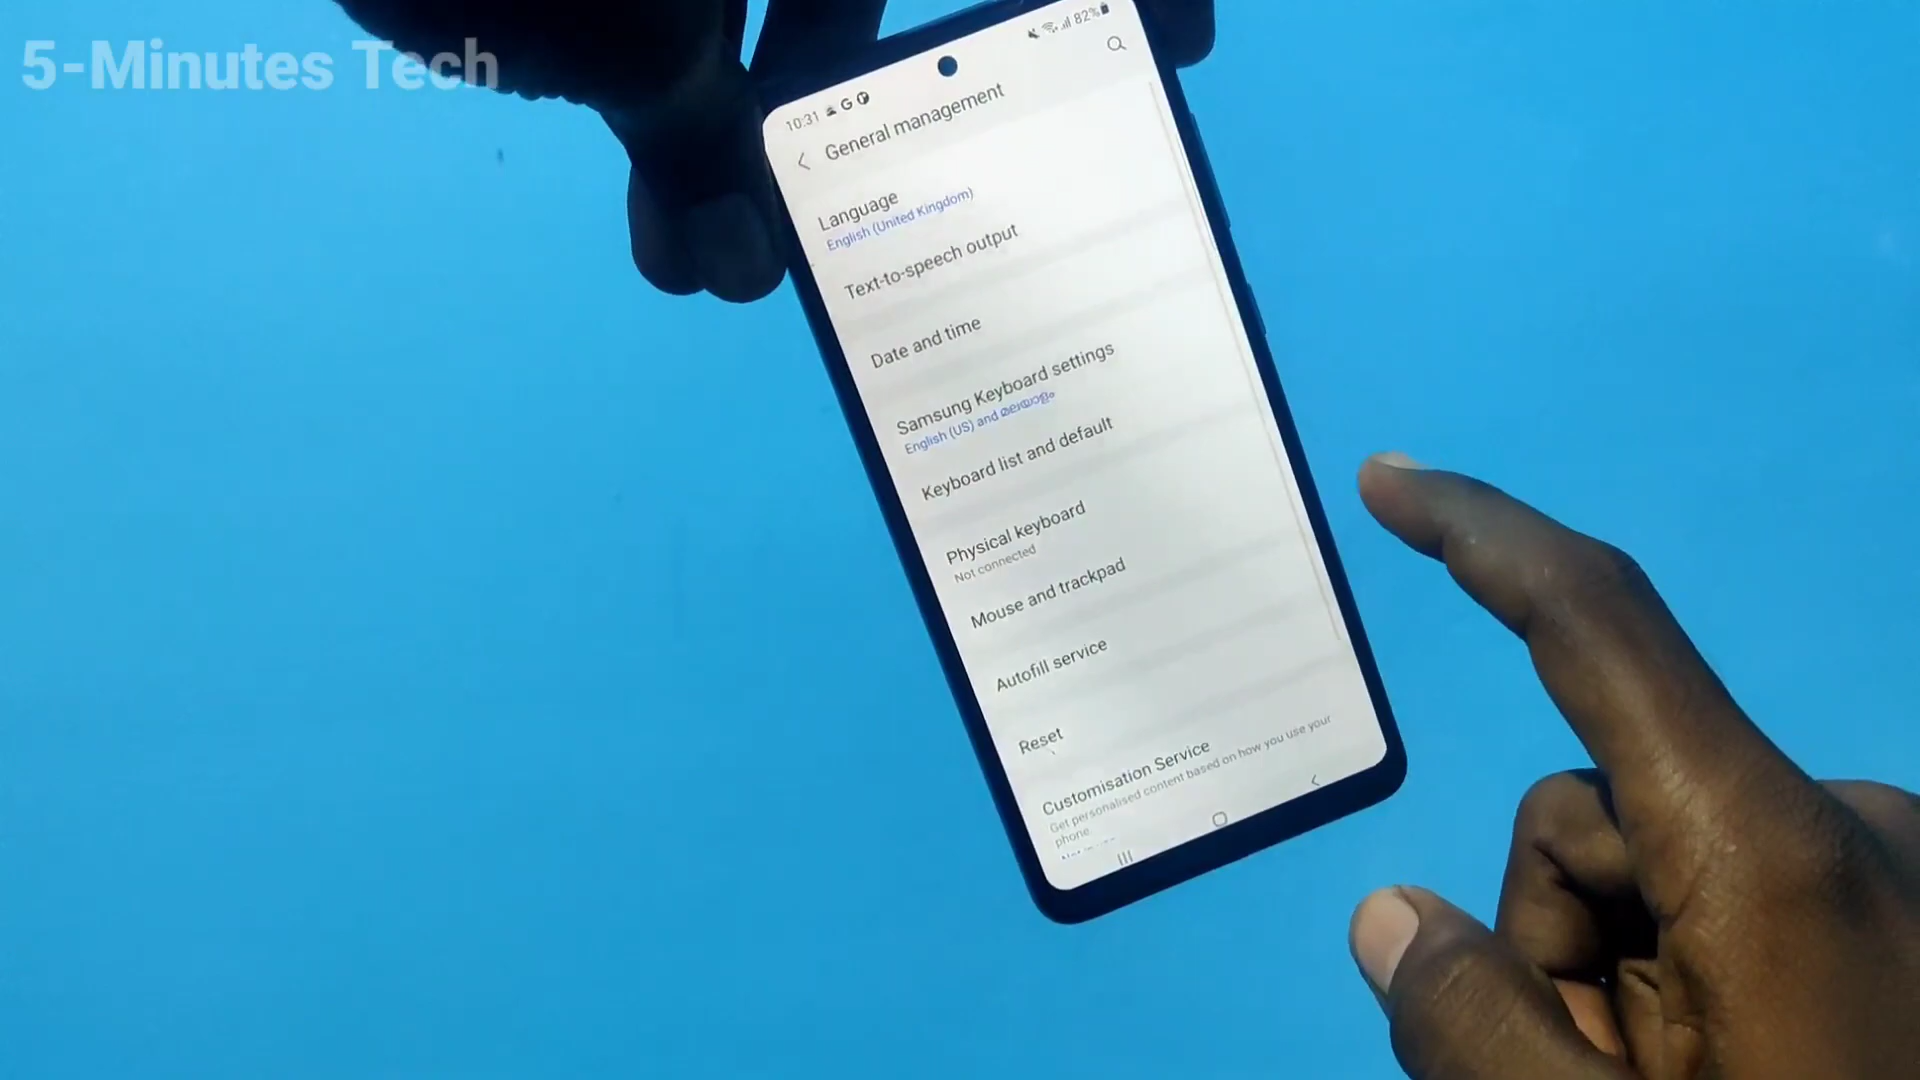 5-Minutes Tech
10:31
82%
General management
Language
English (United Kingdom)
Text-to-speech output
Date and time
Samsung Keyboard settings
English (US) and മലയാളം
Keyboard list and default
Physical keyboard
Not connected
Mouse and trackpad
Autofill service
Reset
Customisation Service
Get personalised content based on how you use your
phone.